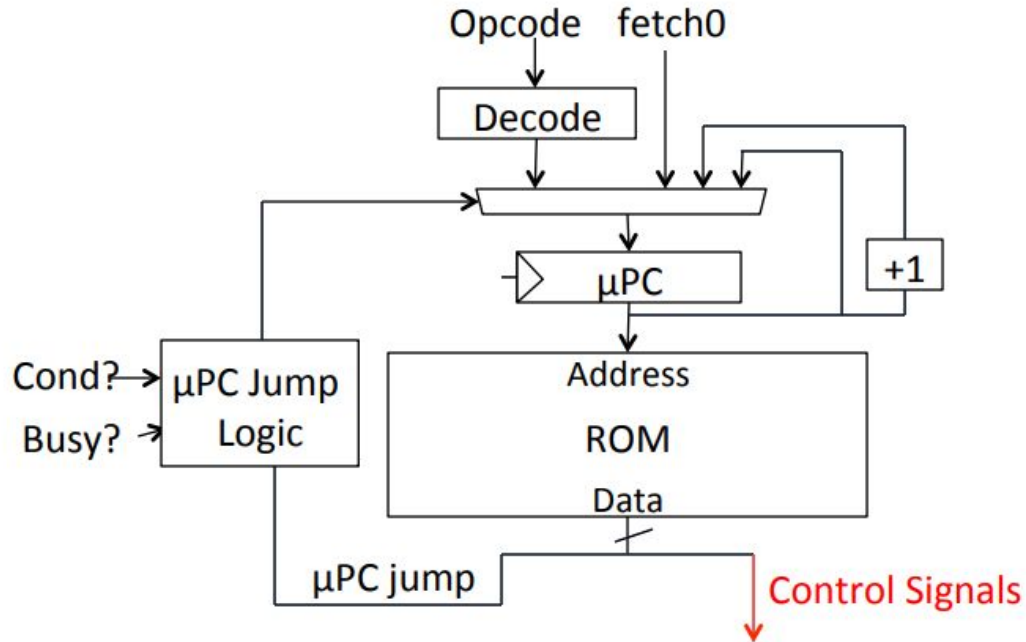 Opcode fetch0
Decode
+1
µPC
Cond?
Busy?
µPC Jump
Logic
Address
ROM
Data
µPC jump
Control Signals